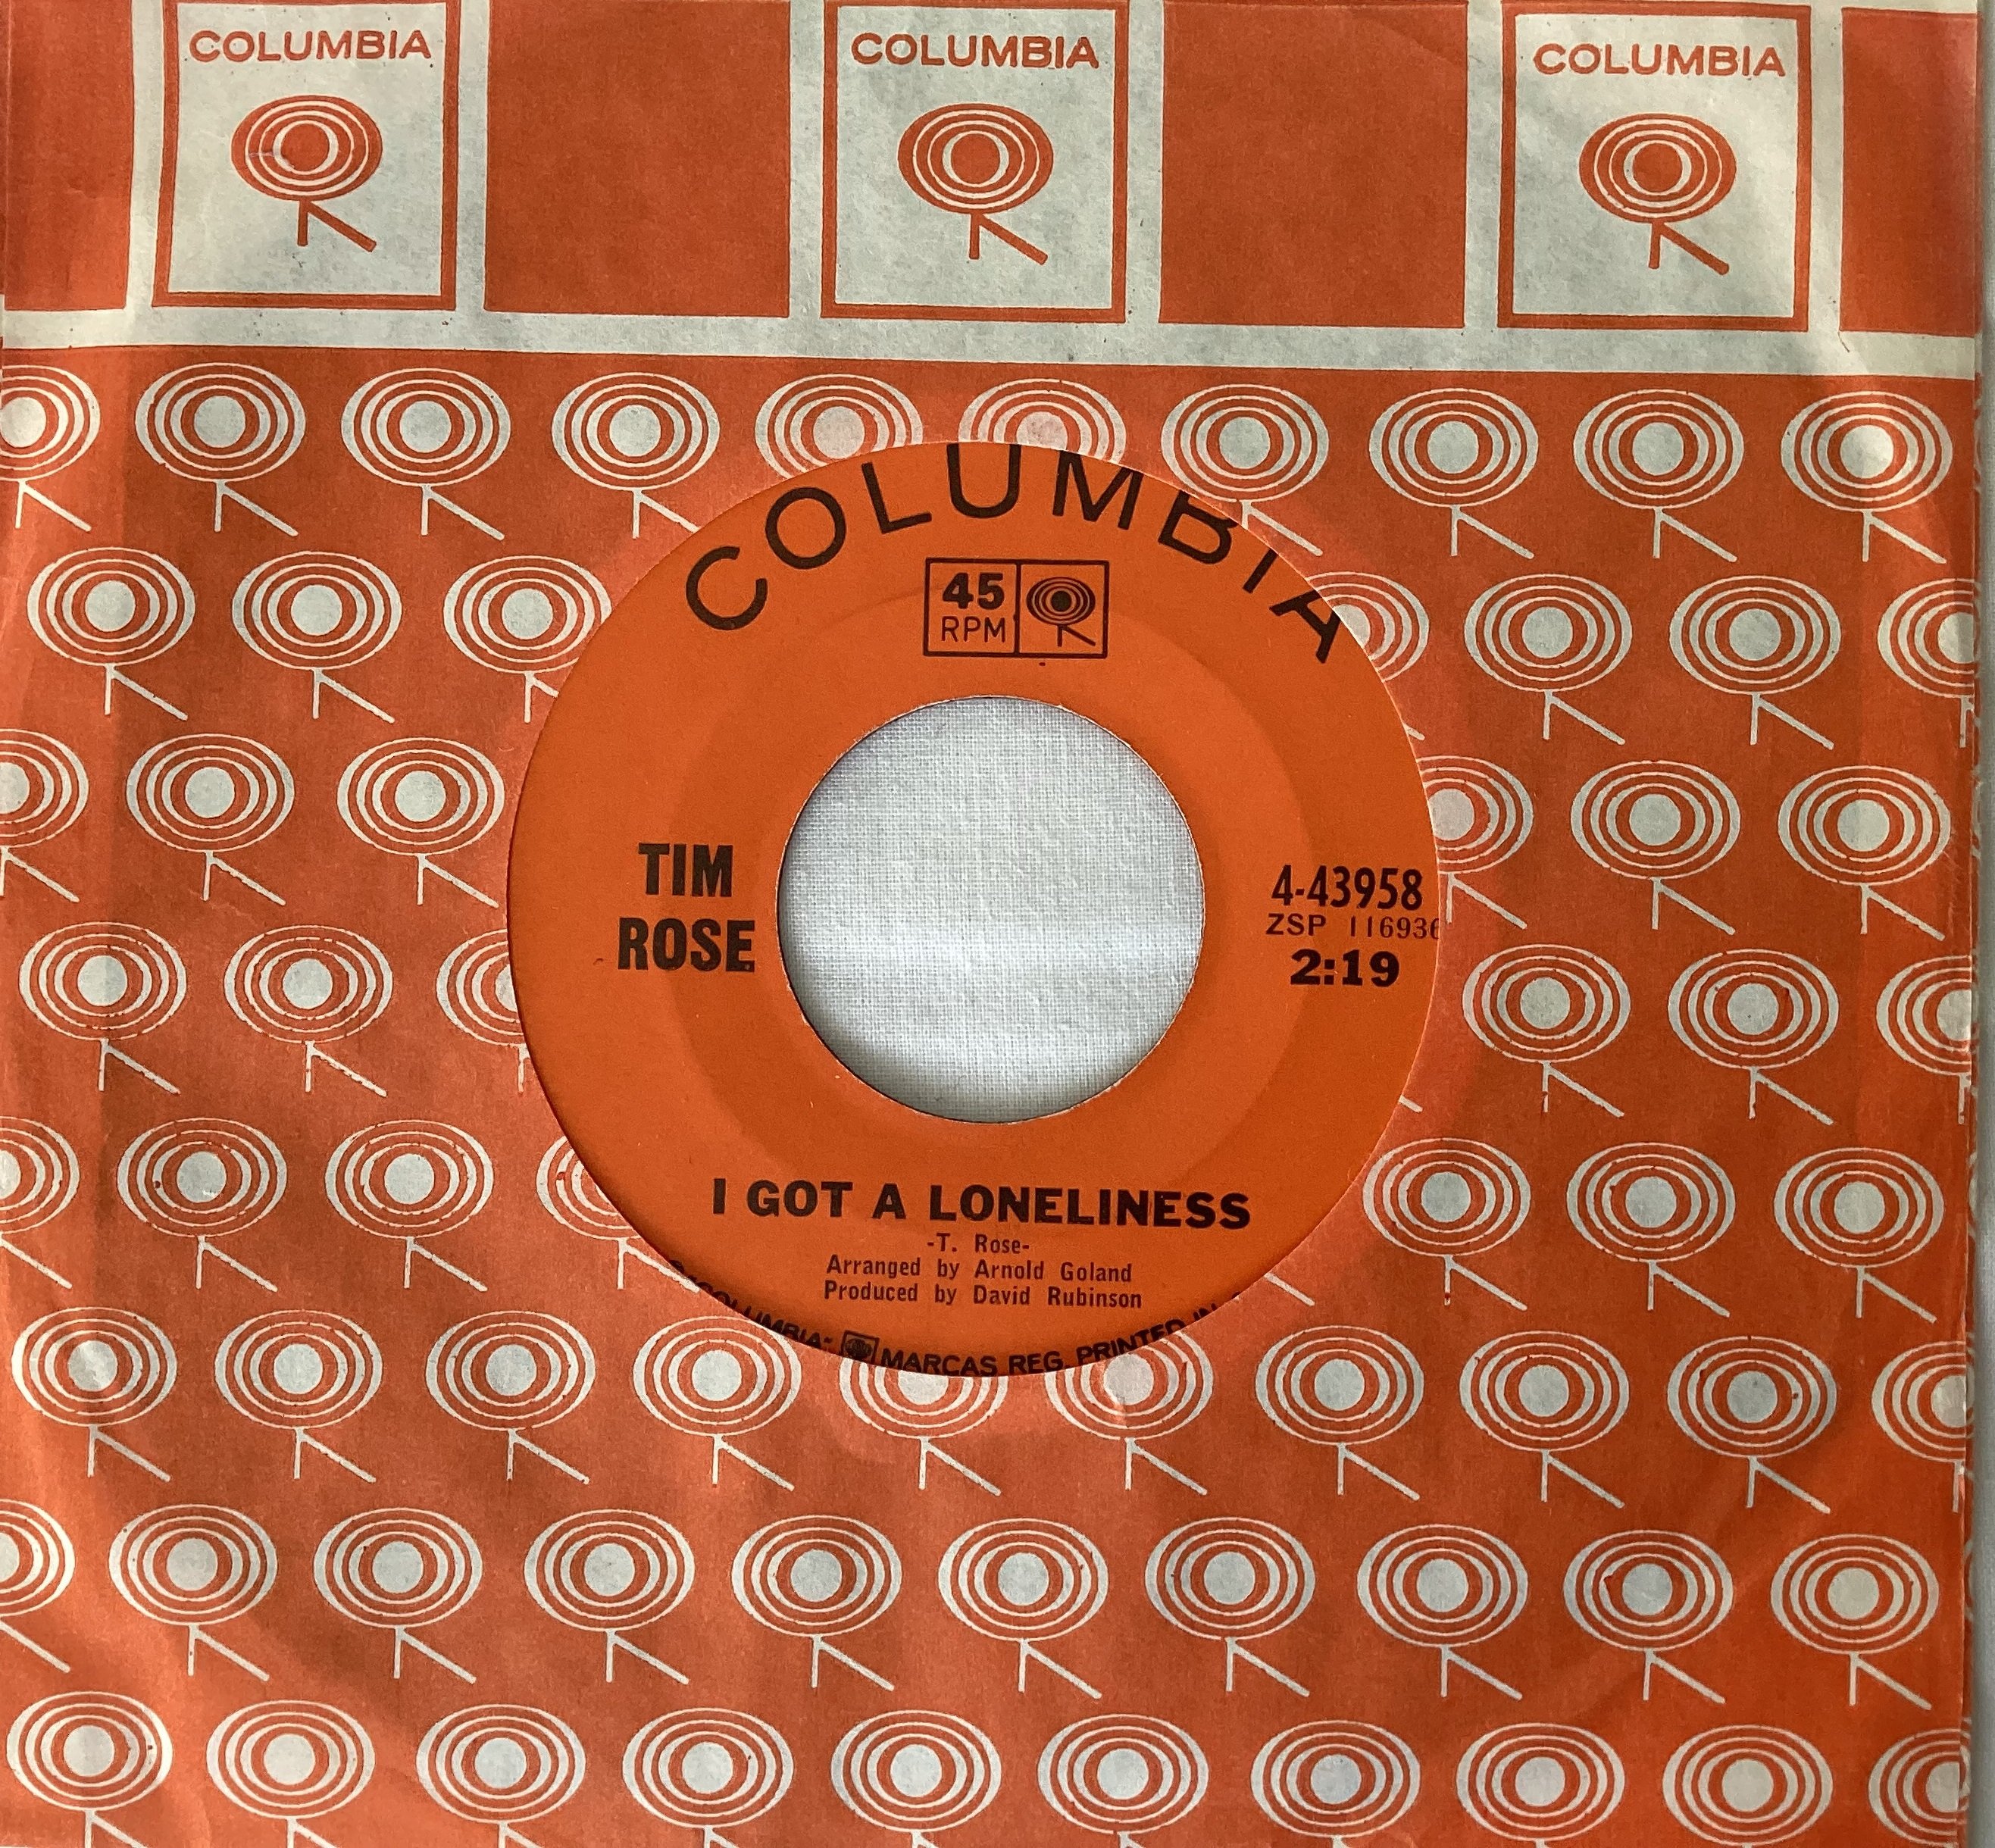 COLUMBIA
COLUMBIA
COLUMBIA
COLUMBIA
45
RPM
TIM
ROSE
4-43958
ZSP 116936
2:19
I GOT A LONELINESS
-T. Rose-
Arranged by Arnold Goland
Produced by David Rubinson
MARCAS REG. PRINTED IN